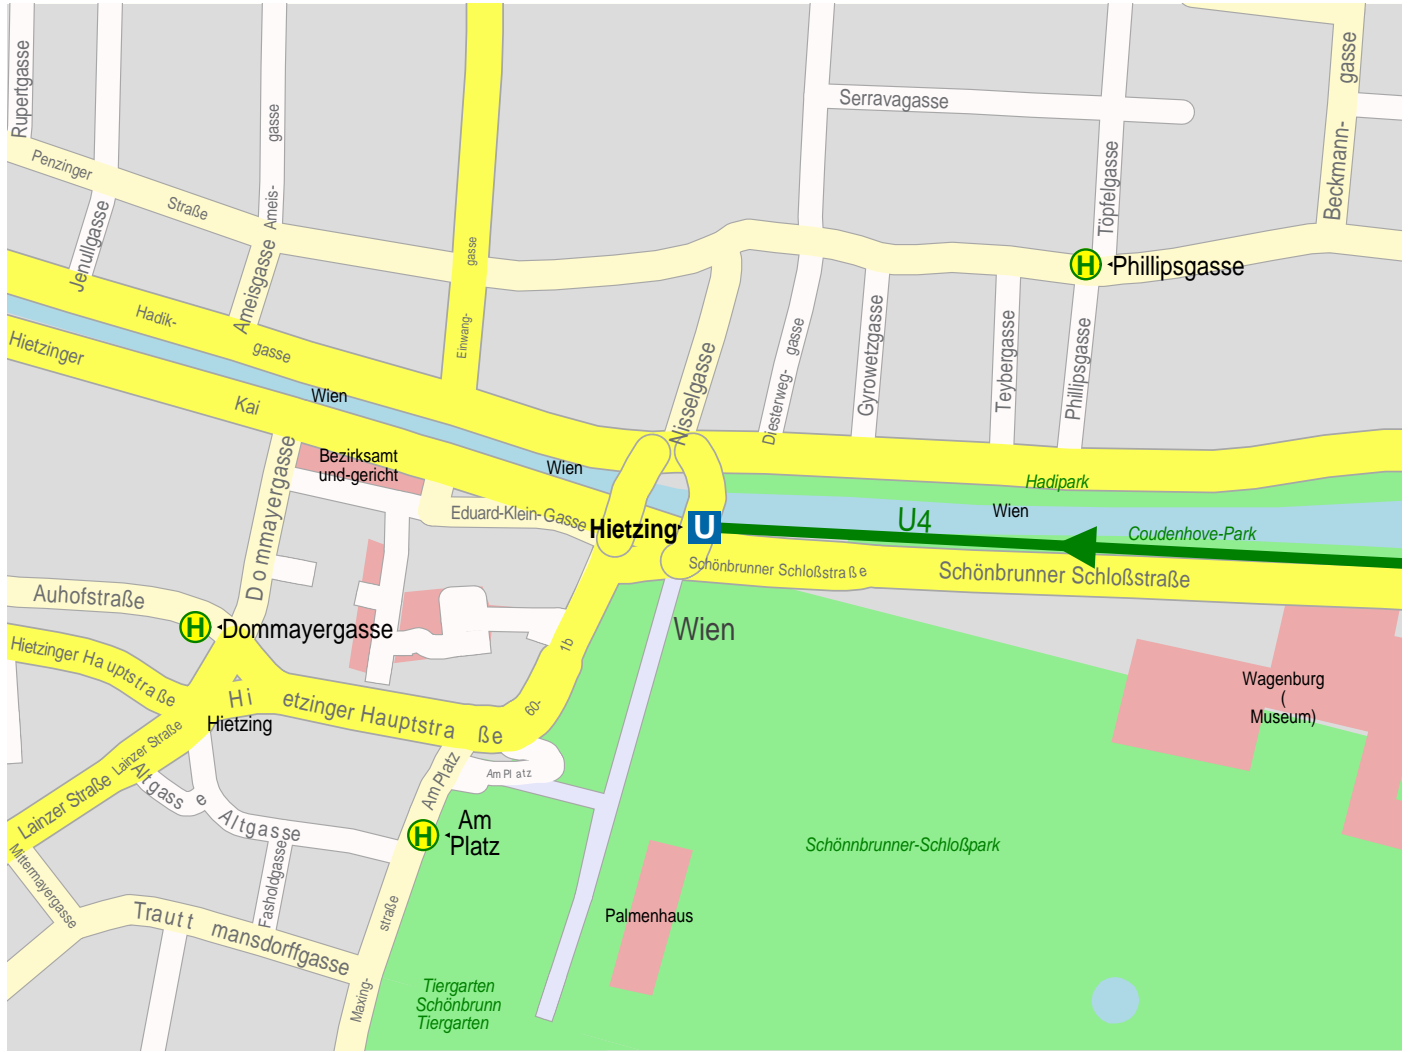 Rupertgasse
gasse
Ameis-
Serravagasse
gasse
Beckmann-
Penzinger
Straße
Jenullgasse
Ameisgasse
gasse
Einwang-
Töpfelgasse
H Phillipsgasse
Hadik-
gasse
Hietzinger
Kai
Wien
Nisselgasse
gasse
Diesterweg-
Gyrowetzgasse
Teybergasse
Phillipsgasse
Bezirksamt
und-gericht
Wien
Hadipark
Wien
Dommayergasse
Eduard-Klein-Gasse
Hietzing U
U4
Coudenhove-Park
Schönbrunner Schloßstraße
Schönbrunner Schloßstraße
Auhofstraße
H Dommayergasse
Wien
Hietzinger Hauptstraße
Hietzinger Hauptstraße
1b
60-
Hietzing
Wagenburg
(
Museum)
Lainzer Straße
Lainzer Straße
Altgasse
Altgasse
Am Platz
Am Platz
H Am
Platz
Schönnbrunner-Schloßpark
Mittermayergasse
Fasholdgasse
Trauttmansdorffgasse
straße
Maxing-
Palmenhaus
Tiergarten
Schönbrunn
Tiergarten